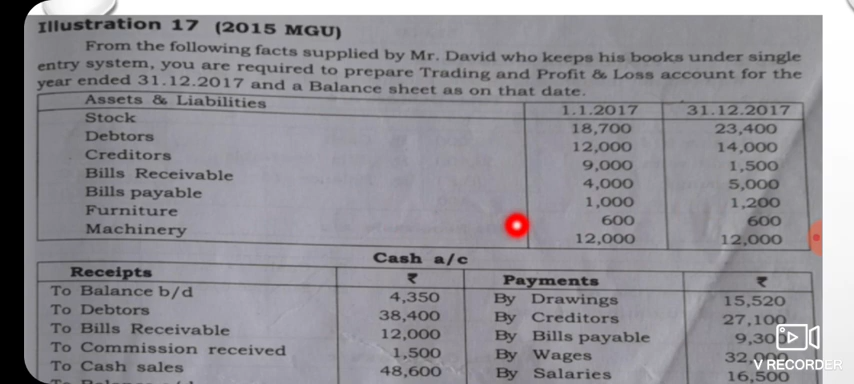 Illustration 17 (2015 MGU)
From the following facts supplied by Mr. David who keeps his books under single
entry system, you are required to prepare Trading and Profit & Loss account for the
year ended 31.12.2017 and a Balance sheet as on that date.
Assets & Liabilities 1.1.2017 31.12.2017
Stock 18,700 23,400
Debtors 12,000 14,000
Creditors 9,000 1,500
Bills Receivable 4,000 5,000
Bills payable 1,000 1,200
Furniture 600 600
Machinery 12,000 12,000
Cash a/c
Receipts ₹ Payments ₹
To Balance b/d 4,350 By Drawings 15,520
To Debtors 38,400 By Creditors 27,100
To Bills Receivable 12,000 By Bills payable
To Commission received 1,500 By Wages
To Cash sales 48,600 By Salaries 16,500
V RECORDER